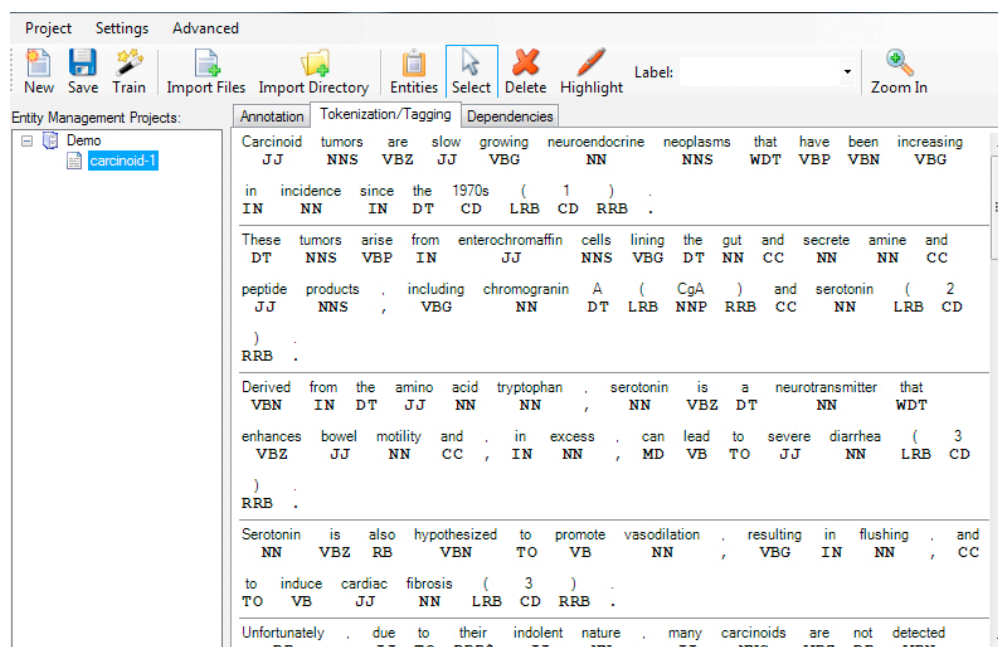 Project Settings Advanced
New Save Train Import Files Import Directory Entities Select Delete Highlight Label: Zoom In
Entity Management Projects:
Annotation Tokenization/Tagging Dependencies
Demo
carcinoid-1
Carcinoid tumors are slow growing neuroendocrine neoplasms that have been increasing
JJ NNS VBZ JJ VBG NN NNS WDT VBP VBN VBG
in incidence since the 1970s ( 1 ) .
IN NN IN DT CD LRB CD RRB .
These tumors arise from enterochromaffin cells lining the gut and secrete amine and
DT NNS VBP IN JJ NNS VBG DT NN CC NN NN CC
peptide products , including chromogranin A ( CgA ) and serotonin ( 2
JJ NNS , VBG NN DT LRB NNP RRB CC NN LRB CD
) .
RRB .
Derived from the amino acid tryptophan , serotonin is a neurotransmitter that
VBN IN DT JJ NN NN , NN VBZ DT NN WDT
enhances bowel motility and , in excess , can lead to severe diarrhea ( 3
VBZ JJ NN CC , IN NN , MD VB TO JJ NN LRB CD
) .
RRB .
Serotonin is also hypothesized to promote vasodilation , resulting in flushing , and
NN VBZ RB VBN TO VB NN , VBG IN NN , CC
to induce cardiac fibrosis ( 3 ) .
TO VB JJ NN LRB CD RRB .
Unfortunately , due to their indolent nature , many carcinoids are not detected